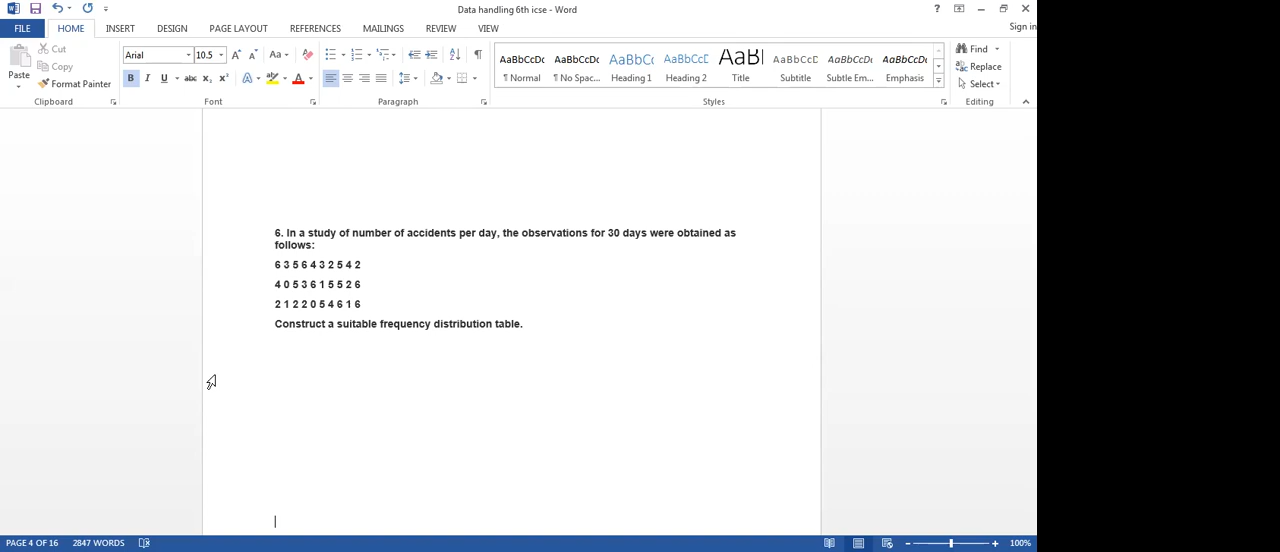 Data handling 6th icse - Word
Sign in
FILE HOME INSERT DESIGN PAGE LAYOUT REFERENCES MAILINGS REVIEW VIEW
Paste
Cut
Copy
Format Painter
Clipboard
Arial 10.5
Font
Paragraph
AaBbCcDc AaBbCcDc AaBbCc AaBbCcD AaBl AaBbCcD AaBbCcDc AaBbCcDc
¶ Normal ¶ No Spac... Heading 1 Heading 2 Title Subtitle Subtle Em... Emphasis
Styles
Find
Replace
Select
Editing
6. In a study of number of accidents per day, the observations for 30 days were obtained as
follows:
6 3 5 6 4 3 2 5 4 2
4 0 5 3 6 1 5 5 2 6
2 1 2 2 0 5 4 6 1 6
Construct a suitable frequency distribution table.
PAGE 4 OF 16 2847 WORDS
100%